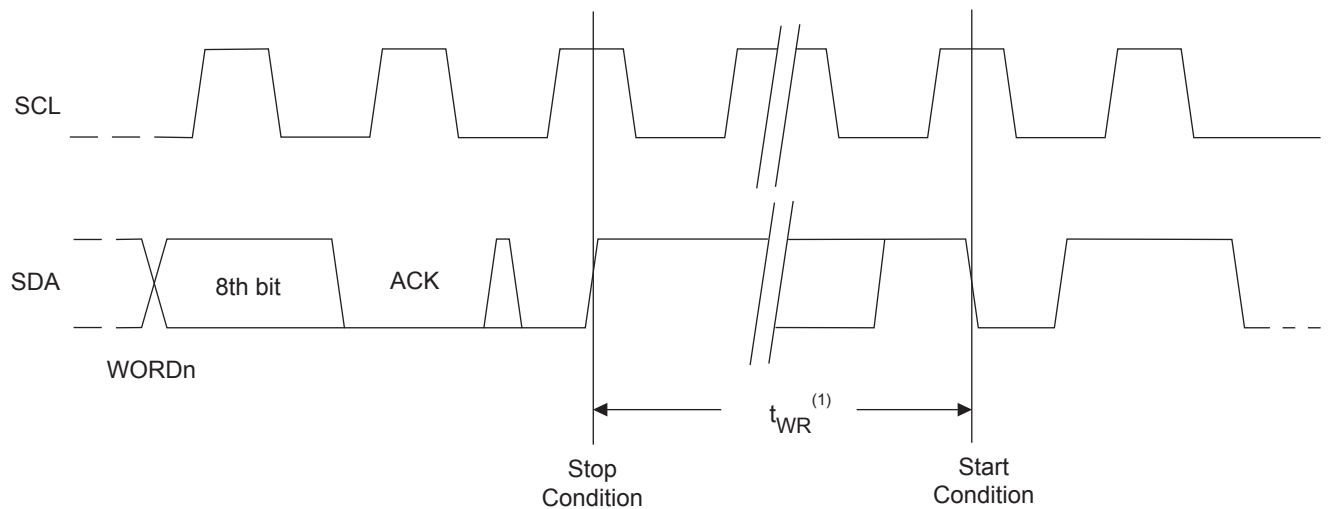 SCL
SDA
8th bit
ACK
WORDn
tWR(1)
Stop
Condition
Start
Condition